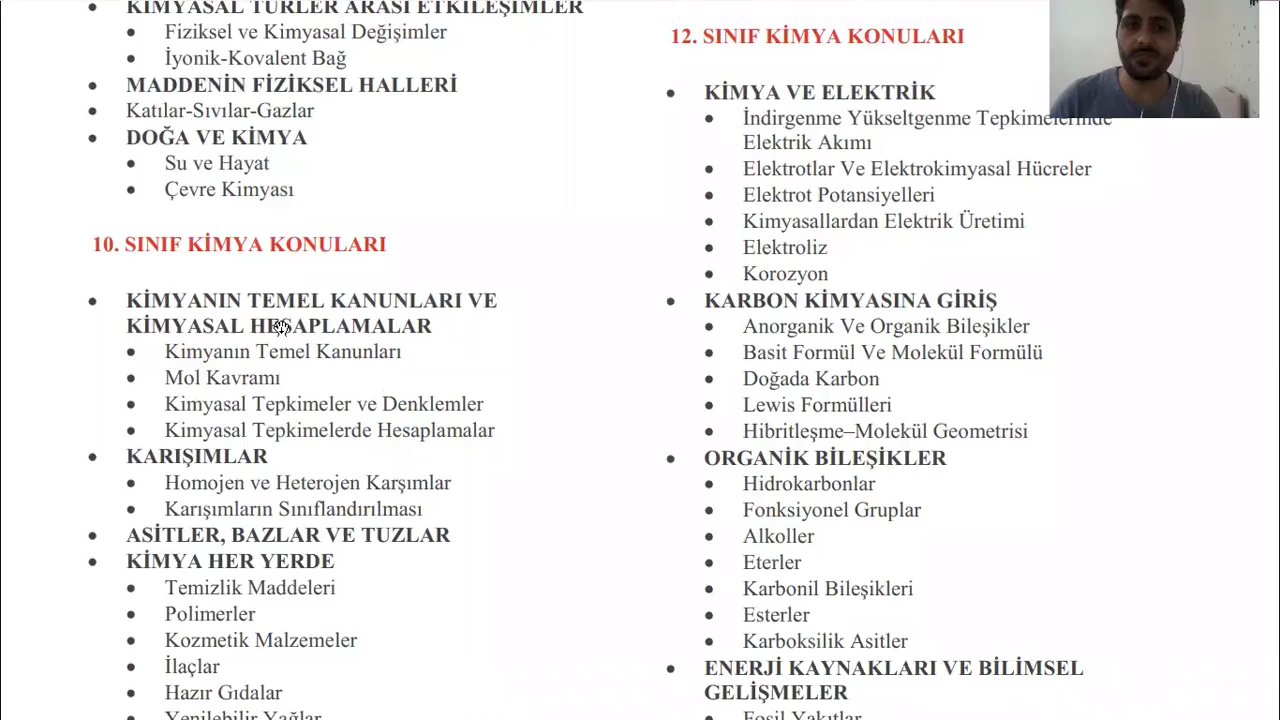 KİMYASAL TÜRLER ARASI ETKİLEŞİMLER
Fiziksel ve Kimyasal Değişimler
İyonik-Kovalent Bağ
MADDENİN FİZİKSEL HALLERİ
Katılar-Sıvılar-Gazlar
DOĞA VE KİMYA
Su ve Hayat
Çevre Kimyası
10. SINIF KİMYA KONULARI
KİMYANIN TEMEL KANUNLARI VE
KİMYASAL HESAPLAMALAR
Kimyanın Temel Kanunları
Mol Kavramı
Kimyasal Tepkimeler ve Denklemler
Kimyasal Tepkimelerde Hesaplamalar
KARIŞIMLAR
Homojen ve Heterojen Karşımlar
Karışımların Sınıflandırılması
ASİTLER, BAZLAR VE TUZLAR
KİMYA HER YERDE
Temizlik Maddeleri
Polimerler
Kozmetik Malzemeler
İlaçlar
Hazır Gıdalar
Yenilebilir Yağlar
12. SINIF KİMYA KONULARI
KİMYA VE ELEKTRİK
İndirgenme Yükseltgenme Tepkimelerinde
Elektrik Akımı
Elektrotlar Ve Elektrokimyasal Hücreler
Elektrot Potansiyelleri
Kimyasallardan Elektrik Üretimi
Elektroliz
Korozyon
KARBON KİMYASINA GİRİŞ
Anorganik Ve Organik Bileşikler
Basit Formül Ve Molekül Formülü
Doğada Karbon
Lewis Formülleri
Hibritleşme–Molekül Geometrisi
ORGANİK BİLEŞİKLER
Hidrokarbonlar
Fonksiyonel Gruplar
Alkoller
Eterler
Karbonil Bileşikleri
Esterler
Karboksilik Asitler
ENERJİ KAYNAKLARI VE BİLİMSEL
GELİŞMELER
Fosil Yakıtlar